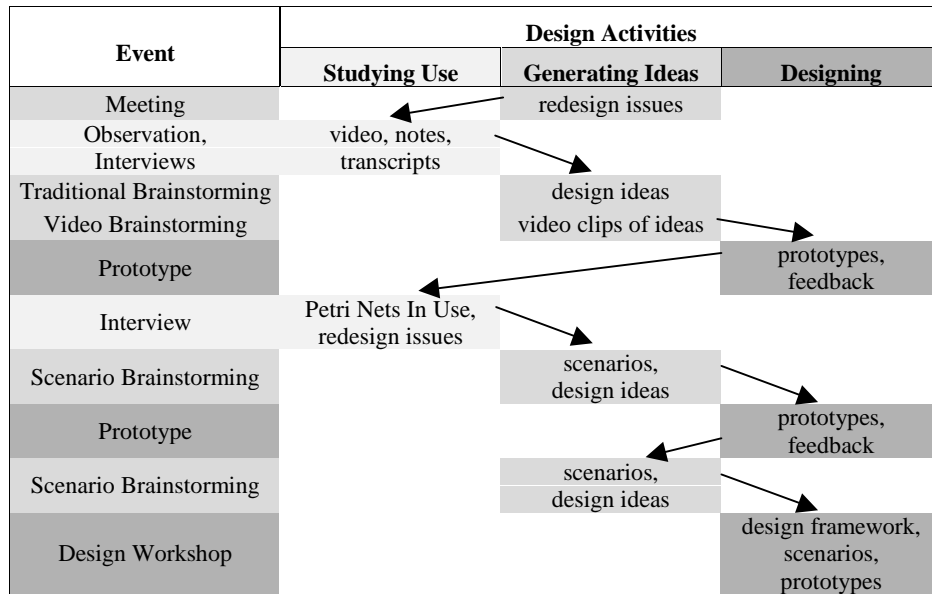 Event
Design Activities
Studying Use
Generating Ideas
Designing
Meeting
redesign issues
Observation,
video, notes,
Interviews
transcripts
Traditional Brainstorming
design ideas
Video Brainstorming
video clips of ideas
Prototype
prototypes,
feedback
Interview
Petri Nets In Use,
redesign issues
Scenario Brainstorming
scenarios,
design ideas
Prototype
prototypes,
feedback
Scenario Brainstorming
scenarios,
design ideas
Design Workshop
design framework,
scenarios,
prototypes